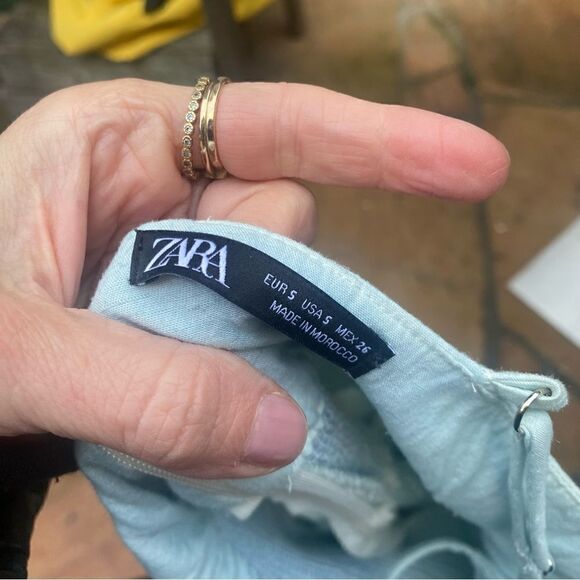 ZARA
EUR S USA S MEX 26
MADE IN MOROCCO